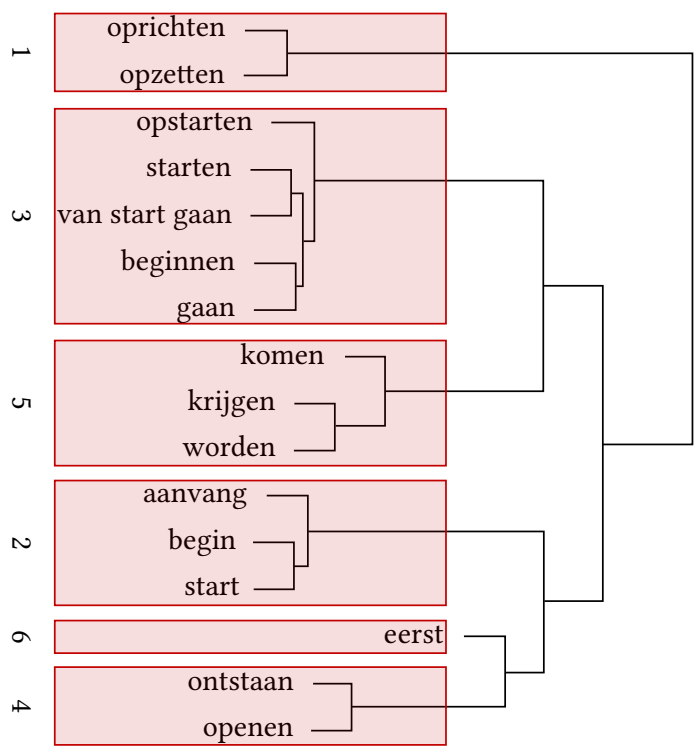 1
oprichten
opzetten
3
opstarten
starten
van start gaan
beginnen
gaan
5
komen
krijgen
worden
2
aanvang
begin
start
6
eerst
4
ontstaan
openen